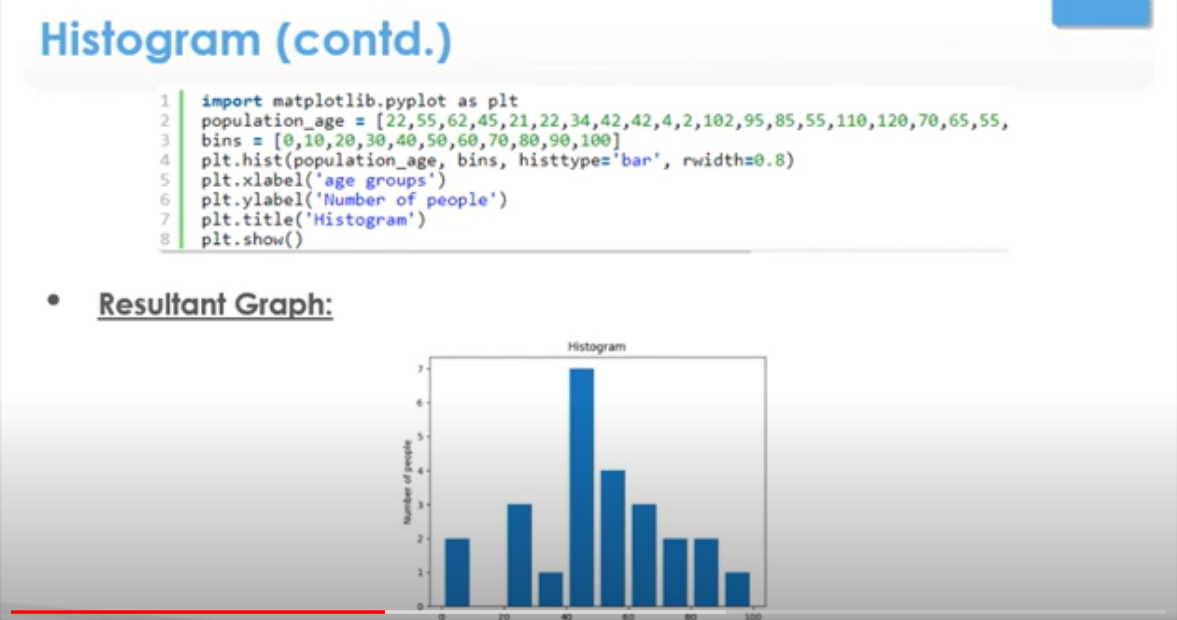 Histogram (contd.)
1 import matplotlib.pyplot as plt
2 population_age = [22,55,62,45,21,22,34,42,42,4,2,102,95,85,55,110,120,70,65,55,
3 bins = [0,10,20,30,40,50,60,70,80,90,100]
4 plt.hist(population_age, bins, histtype='bar', rwidth=0.8)
5 plt.xlabel('age groups')
6 plt.ylabel('Number of people')
7 plt.title('Histogram')
8 plt.show()
• Resultant Graph:
Histogram
7
6
5
4
3
2
1
0
Number of people
0 20 40 60 80 100